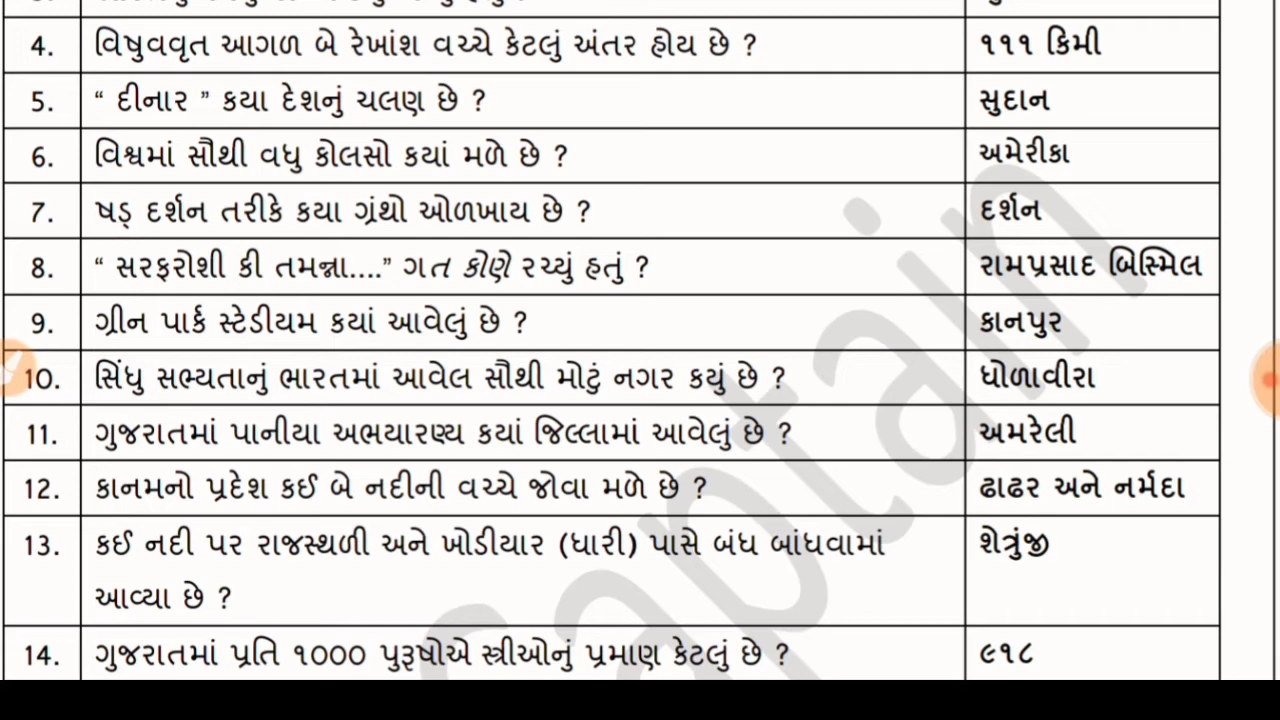 4. વિષુવવૃત આગળ બે રેખાંશ વચ્ચે કેટલું અંતર હોય છે ? ૧૧૧ કિમી
5. “ દીનાર ” કયા દેશનું ચલણ છે ? સુદાન
6. વિશ્વમાં સૌથી વધુ કોલસો કયાં મળે છે ? અમેરીકા
7. ષડ્ દર્શન તરીકે કયા ગ્રંથો ઓળખાય છે ? દર્શન
8. “ સરફરોશી કી તમન્ના....” ગત કોણે રચ્યું હતું ? રામપ્રસાદ બિસ્મિલ
9. ગ્રીન પાર્ક સ્ટેડીયમ કયાં આવેલું છે ? કાનપુર
10. સિંધુ સભ્યતાનું ભારતમાં આવેલ સૌથી મોટું નગર કયું છે ? ધોળાવીરા
11. ગુજરાતમાં પાનીયા અભયારણ્ય કયાં જિલ્લામાં આવેલું છે ? અમરેલી
12. કાનમનો પ્રદેશ કઈ બે નદીની વચ્ચે જોવા મળે છે ? ઢાઢર અને નર્મદા
13. કઈ નદી પર રાજસ્થળી અને ખોડીયાર (ધારી) પાસે બંધ બાંધવામાં શેત્રુંજી
આવ્યા છે ?
14. ગુજરાતમાં પ્રતિ ૧000 પુરૂષોએ સ્ત્રીઓનું પ્રમાણ કેટલું છે ? ૯૧૮
Captain